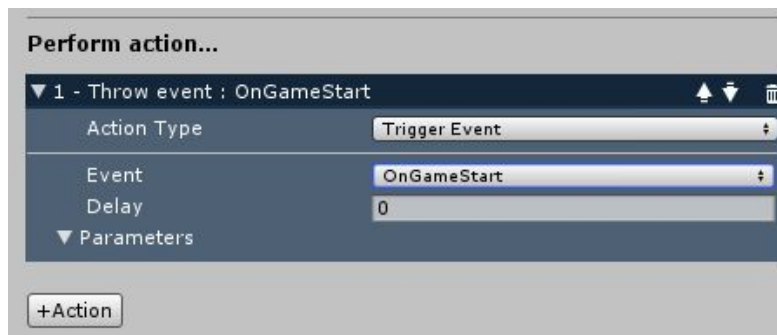 Perform action...
1 - Throw event : OnGameStart
Action Type Trigger Event
Event OnGameStart
Delay 0
Parameters
+Action